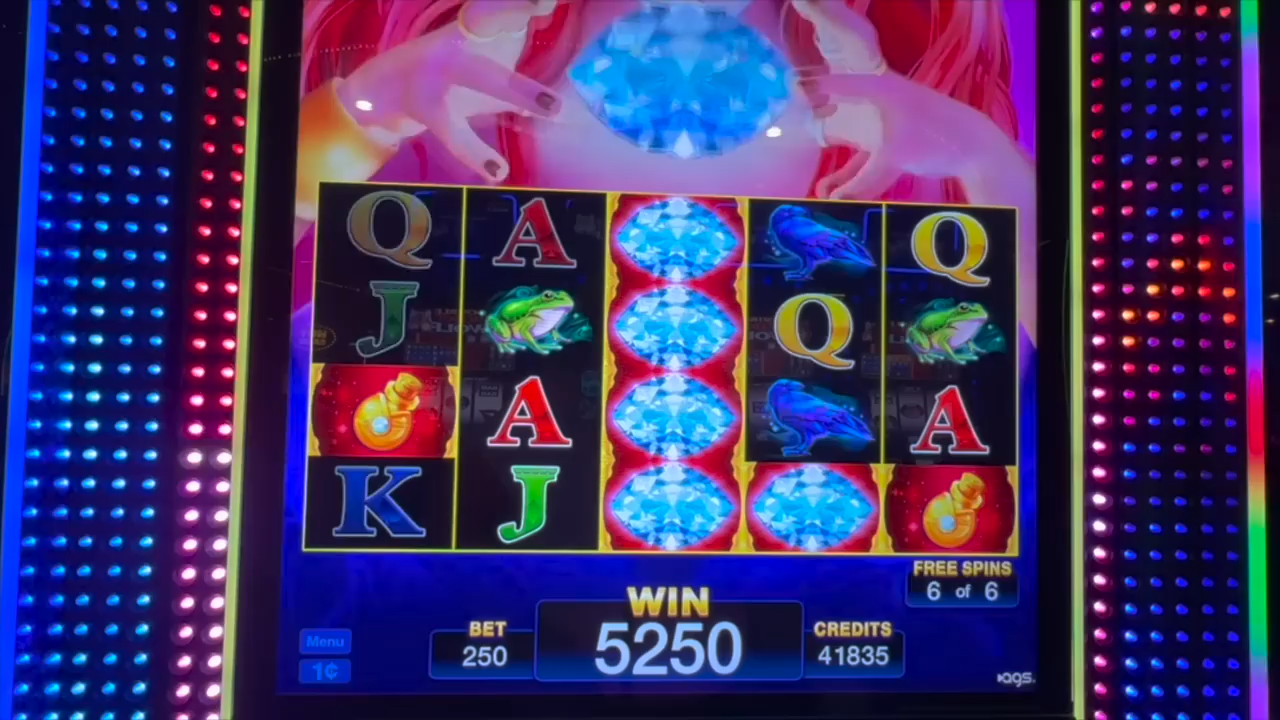 Q A Q
J Q
A A
K J
FREE SPINS
6 of 6
WIN
BET 5250 CREDITS
250 41835
Menu
1¢
ags.